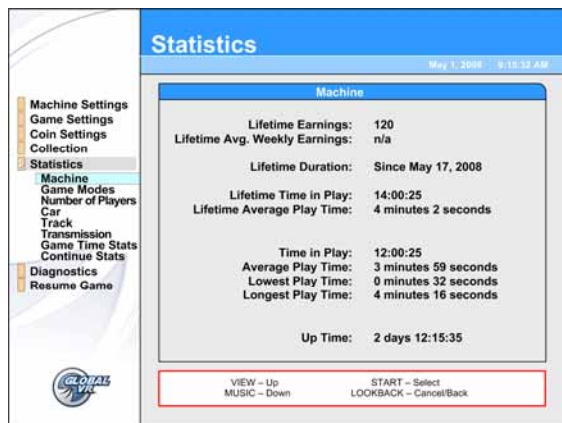 Statistics
May 1, 2008 9:15:32 AM
Machine Settings
Game Settings
Coin Settings
Collection
Statistics
Machine
Game Modes
Number of Players
Car
Track
Transmission
Game Time Stats
Continue Stats
Diagnostics
Resume Game
Machine
Lifetime Earnings: 120
Lifetime Avg. Weekly Earnings: n/a
Lifetime Duration: Since May 17, 2008
Lifetime Time in Play: 14:00:25
Lifetime Average Play Time: 4 minutes 2 seconds
Time in Play: 12:00:25
Average Play Time: 3 minutes 59 seconds
Lowest Play Time: 0 minutes 32 seconds
Longest Play Time: 4 minutes 16 seconds
Up Time: 2 days 12:15:35
GLOBAL VR
VIEW – Up START – Select
MUSIC – Down LOOKBACK – Cancel/Back